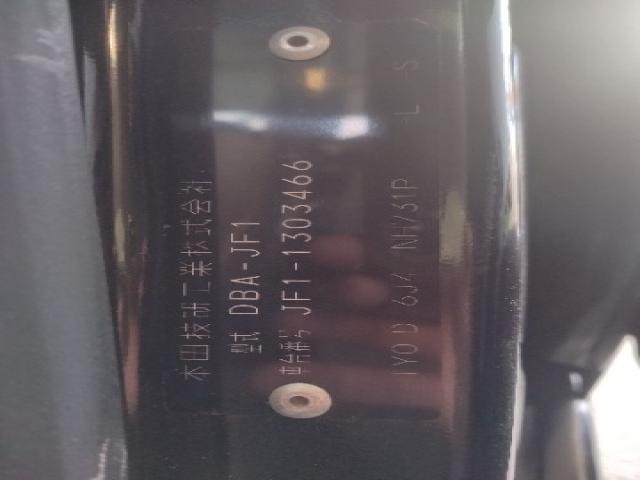 本田技研工業株式会社
型式 DBA-JF1
車台番号 JF1-1303466
1Y0 D 6J4 NH731P L S